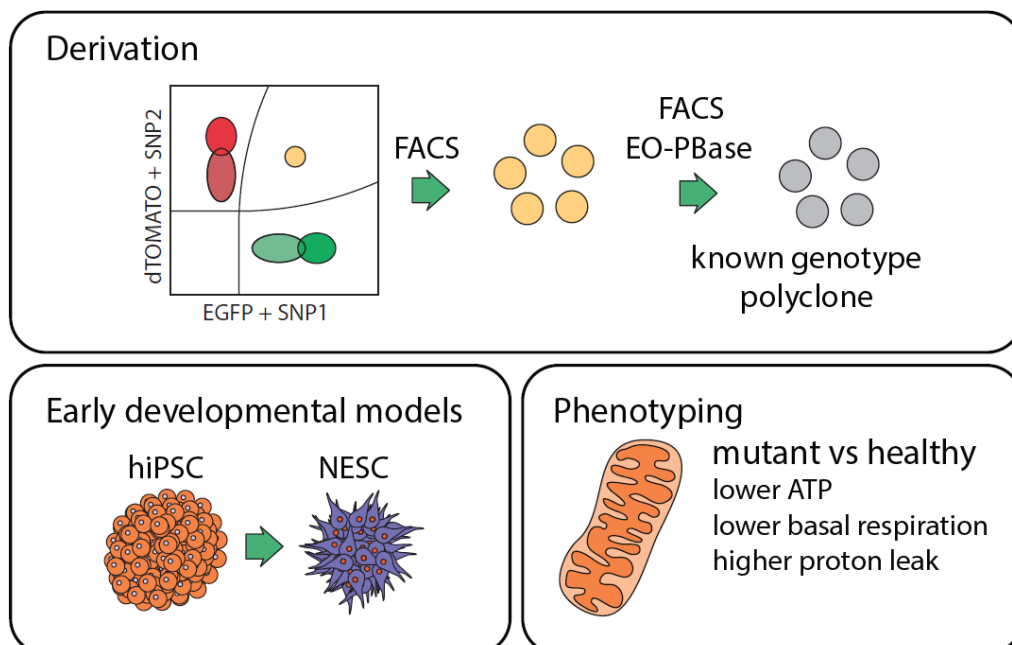 Derivation
dTOMATO + SNP2
EGFP + SNP1
FACS
FACS
EO-PBase
known genotype
polyclone
Early developmental models
hiPSC
NESC
Phenotyping
mutant vs healthy
lower ATP
lower basal respiration
higher proton leak